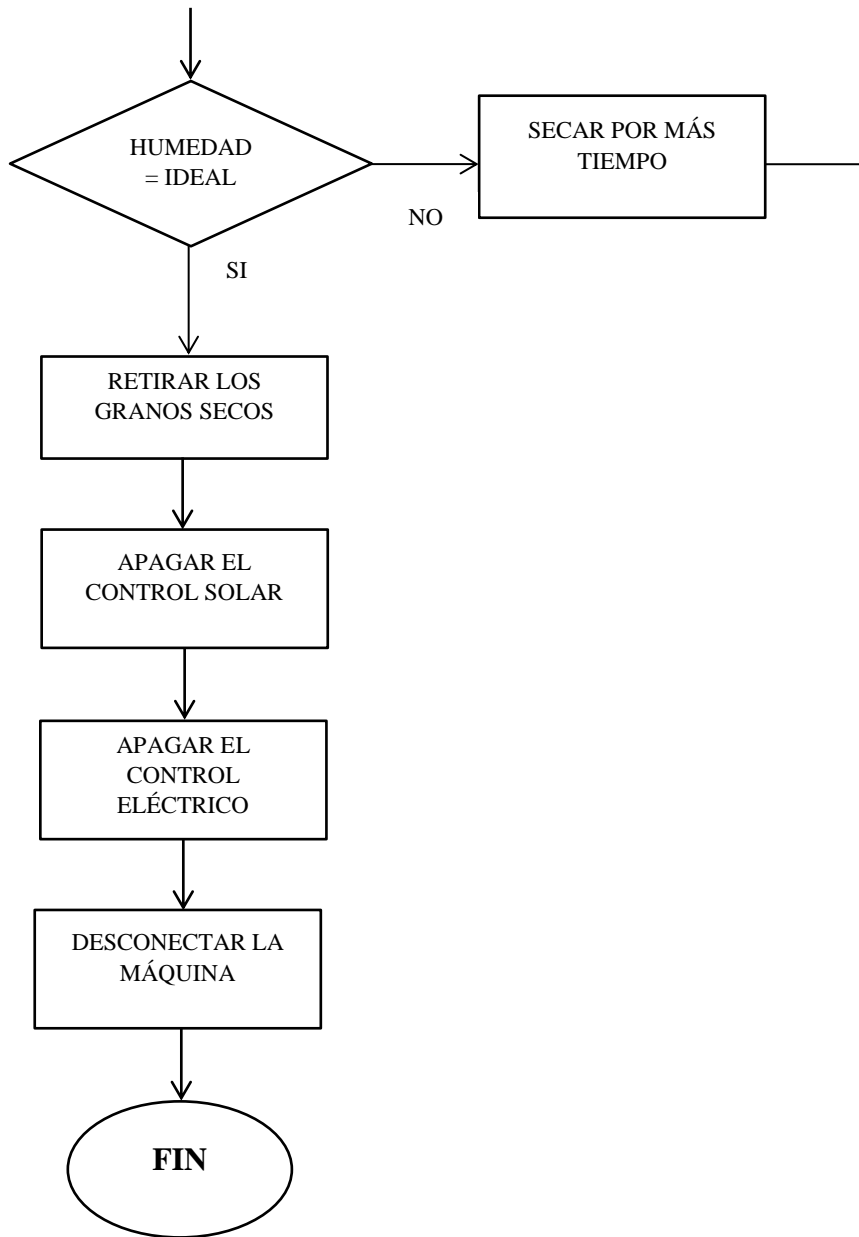 HUMEDAD
= IDEAL
SECAR POR MÁS
TIEMPO
NO
SI
RETIRAR LOS
GRANOS SECOS
APAGAR EL
CONTROL SOLAR
APAGAR EL
CONTROL
ELÉCTRICO
DESCONECTAR LA
MÁQUINA
FIN